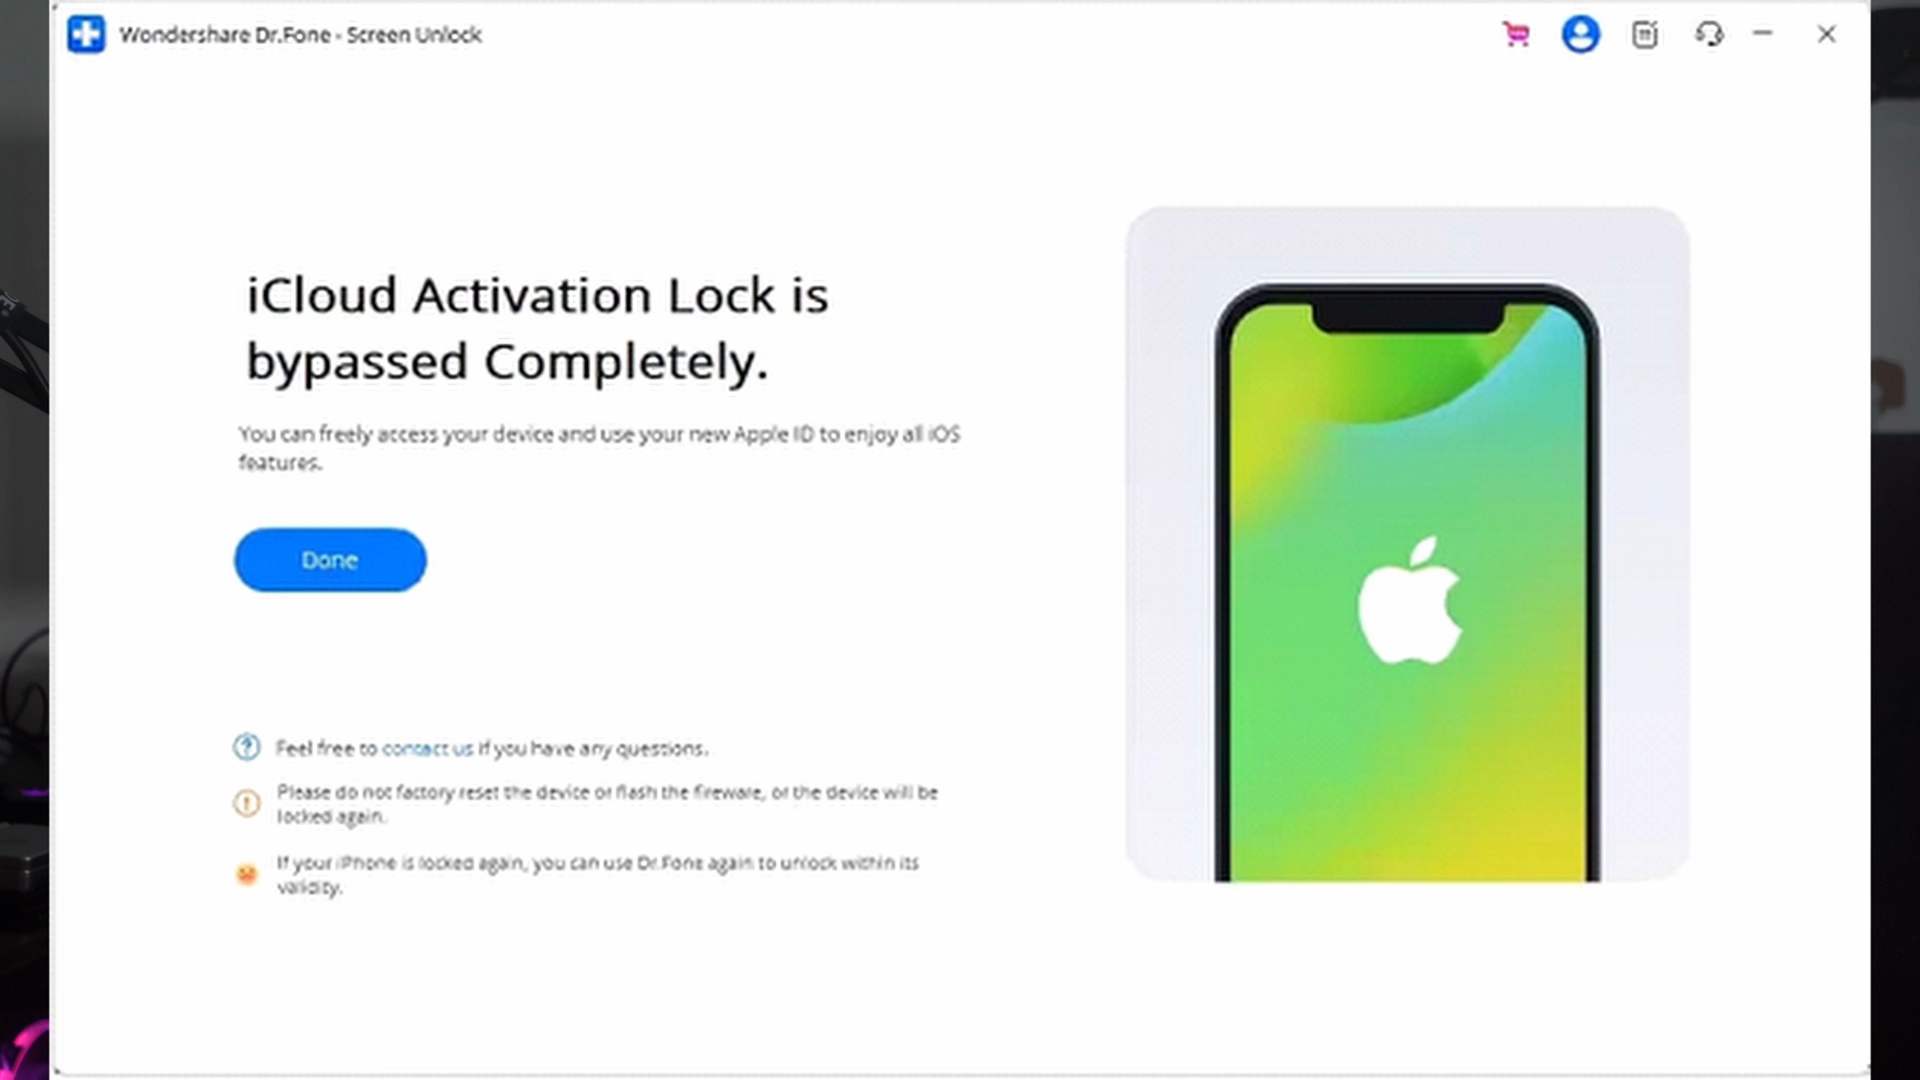 Wondershare Dr.Fone - Screen Unlock
iCloud Activation Lock is
bypassed Completely.
You can freely access your device and use your new Apple ID to enjoy all iOS
features.
Done
Feel free to contact us if you have any questions.
Please do not factory reset the device or flash the fireware, or the device will be
locked again.
If your iPhone is locked again, you can use Dr.Fone again to unlock within its
validity.